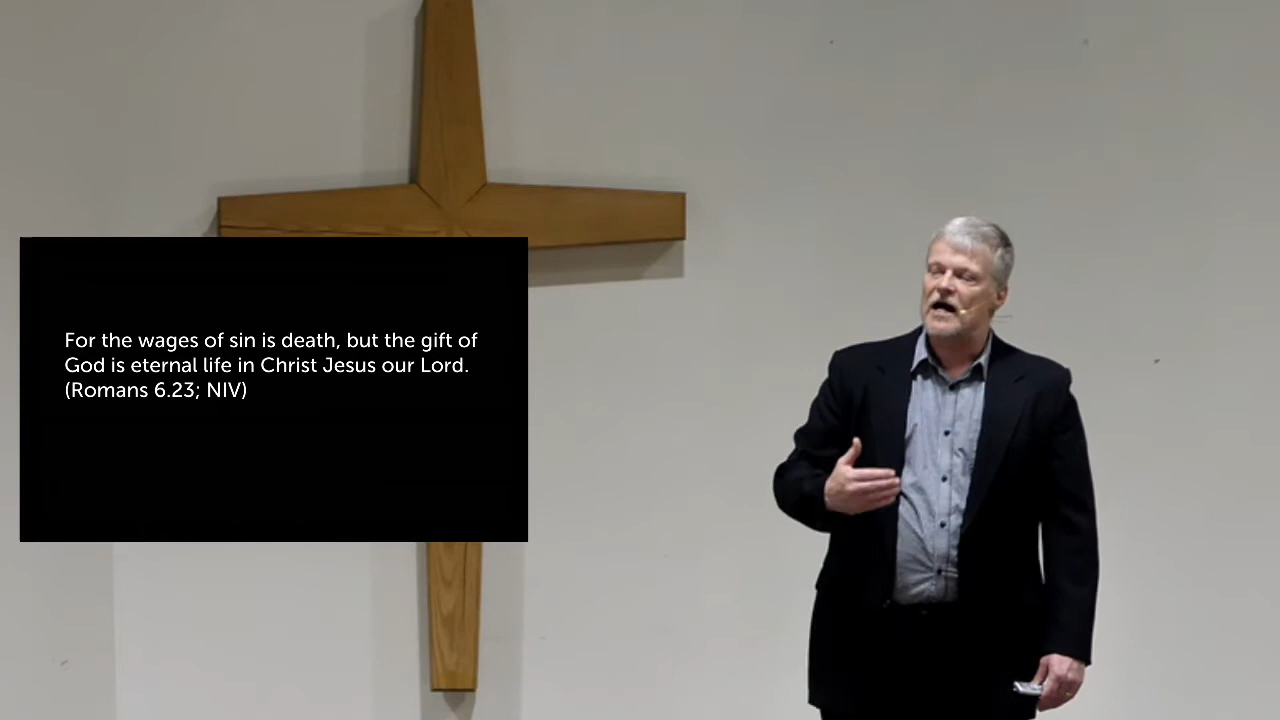 For the wages of sin is death, but the gift of
God is eternal life in Christ Jesus our Lord.
(Romans 6.23; NIV)